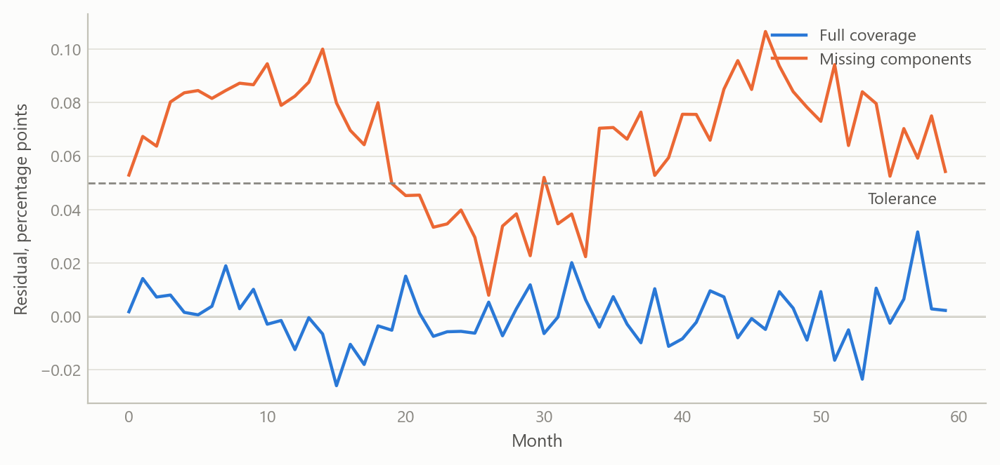 Full coverage
Missing components
0.10
0.08
0.06
0.04
0.02
0.00
−0.02
Residual, percentage points
Tolerance
0 10 20 30 40 50 60
Month